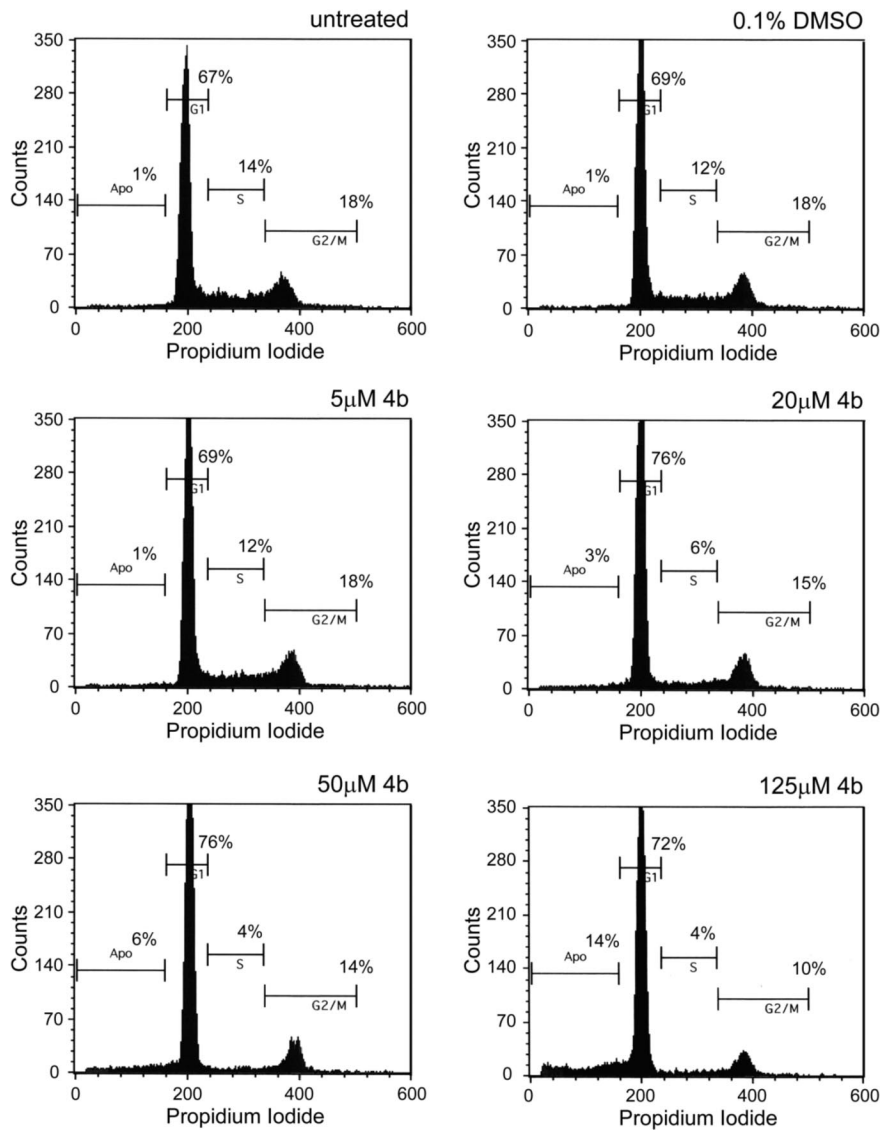 untreated
350
280
210
140
70
0
Counts
67%
G1
14%
S
1%
Apo
18%
G2/M
0 200 400 600
Propidium Iodide
0.1% DMSO
350
280
210
140
70
0
Counts
69%
G1
12%
S
1%
Apo
18%
G2/M
0 200 400 600
Propidium Iodide
5μM 4b
350
280
210
140
70
0
Counts
69%
G1
12%
S
1%
Apo
18%
G2/M
0 200 400 600
Propidium Iodide
20μM 4b
350
280
210
140
70
0
Counts
76%
G1
6%
S
3%
Apo
15%
G2/M
0 200 400 600
Propidium Iodide
50μM 4b
350
280
210
140
70
0
Counts
76%
G1
4%
S
6%
Apo
14%
G2/M
0 200 400 600
Propidium Iodide
125μM 4b
350
280
210
140
70
0
Counts
72%
G1
4%
S
14%
Apo
10%
G2/M
0 200 400 600
Propidium Iodide